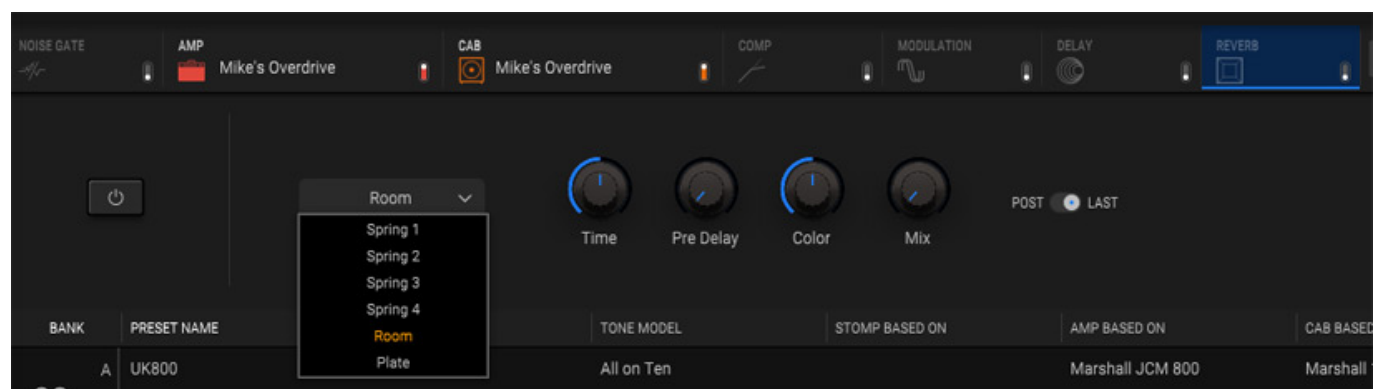 NOISE GATE
AMP
Mike's Overdrive
CAB
Mike's Overdrive
COMP
MODULATION
DELAY
REVERB
Room
Spring 1
Spring 2
Spring 3
Spring 4
Room
Plate
Time
Pre Delay
Color
Mix
POST
LAST
BANK
PRESET NAME
TONE MODEL
STOMP BASED ON
AMP BASED ON
CAB BASED
A
UK800
All on Ten
Marshall JCM 800
Marshall